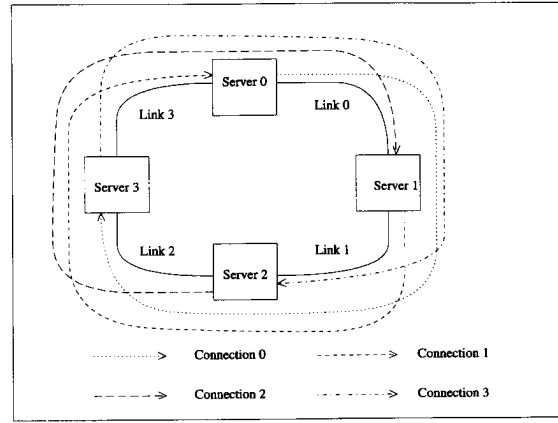 Server 0
Link 3
Link 0
Server 3
Server 1
Link 2
Link 1
Server 2
Connection 0
Connection 1
Connection 2
Connection 3